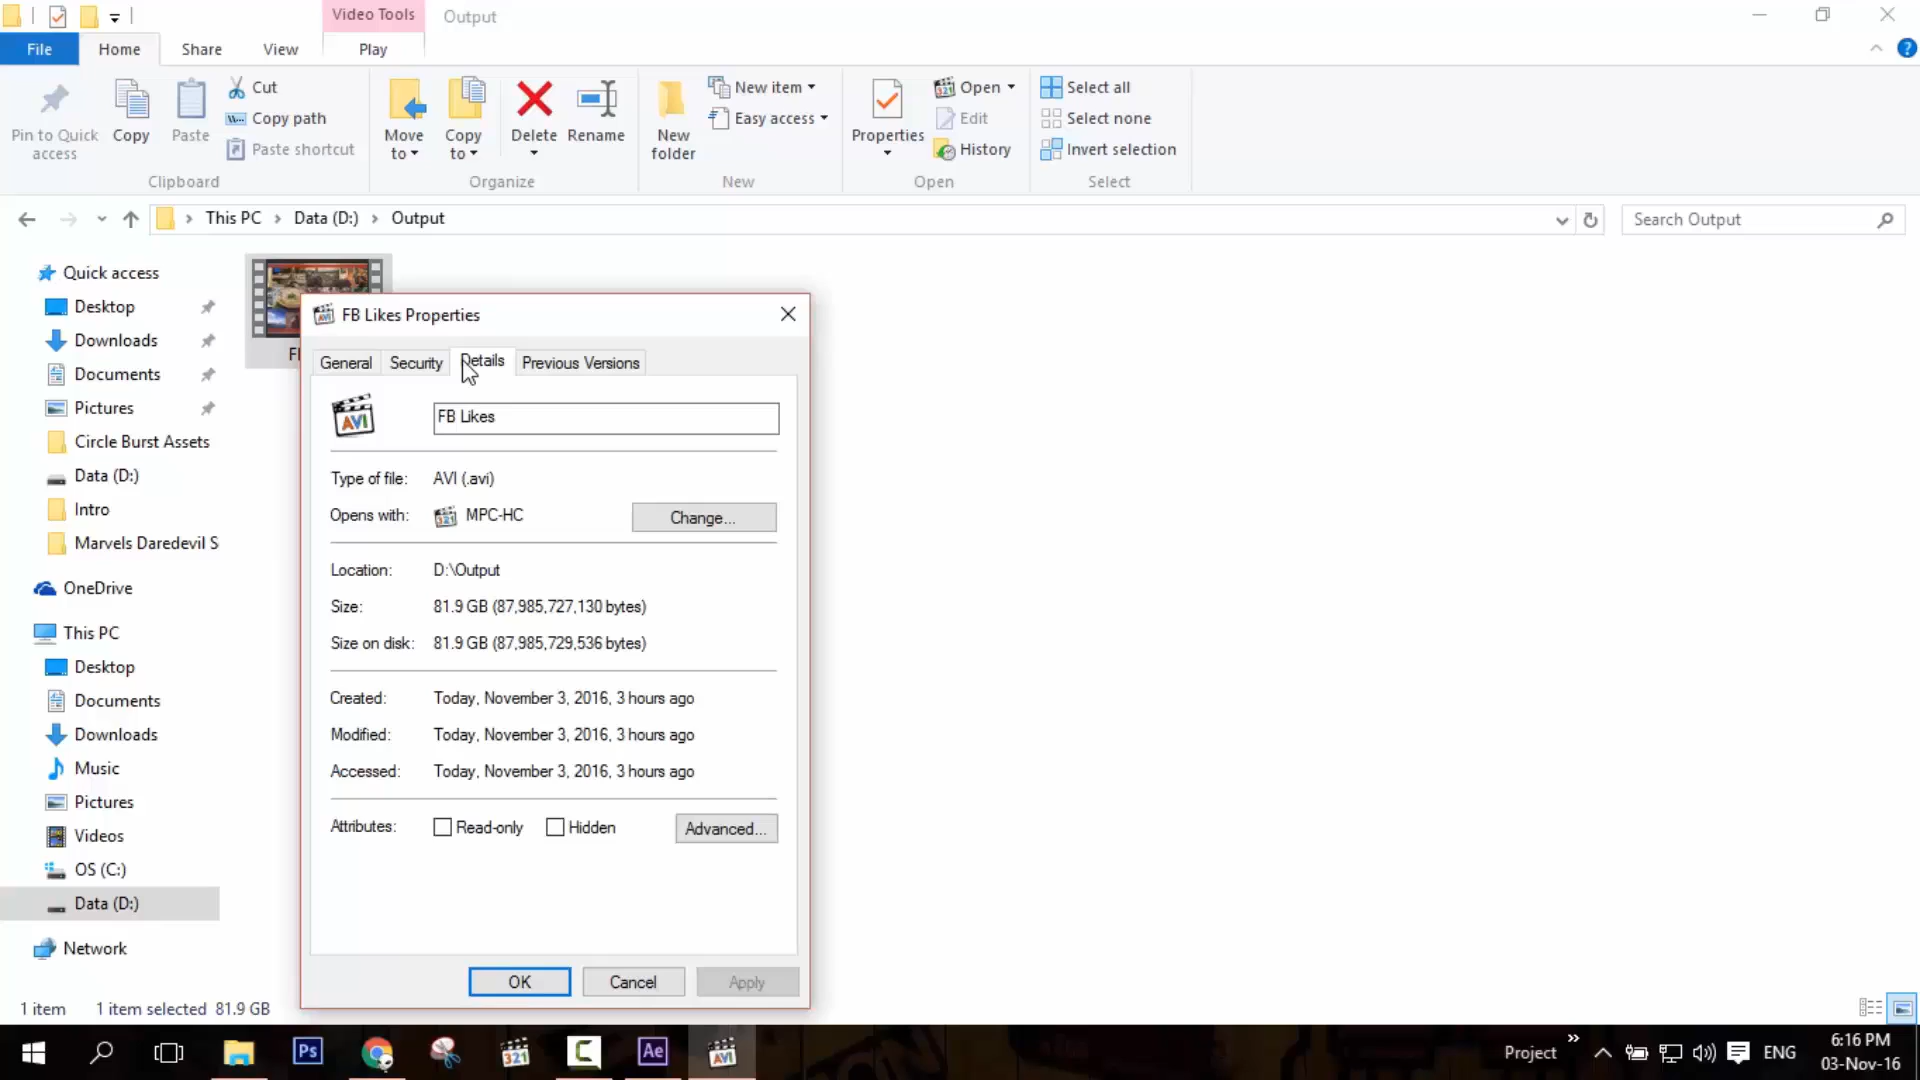 Video Tools
Output
File
Home
Share
View
Play
Pin to Quick access
Copy
Paste
Cut
Copy path
Paste shortcut
Clipboard
Move to
Copy to
Delete
Rename
Organize
New folder
New item
Easy access
New
Properties
Open
Edit
History
Open
Select all
Select none
Invert selection
Select
This PC > Data (D:) > Output
Search Output
Quick access
Desktop
Downloads
Documents
Pictures
Circle Burst Assets
Data (D:)
Intro
Marvels Daredevil S
OneDrive
This PC
Desktop
Documents
Downloads
Music
Pictures
Videos
OS (C:)
Data (D:)
Network
FB Likes Properties
General
Security
Details
Previous Versions
AVI
FB Likes
Type of file: AVI (.avi)
Opens with: MPC-HC
Change...
Location: D:\Output
Size: 81.9 GB (87,985,727,130 bytes)
Size on disk: 81.9 GB (87,985,729,536 bytes)
Created: Today, November 3, 2016, 3 hours ago
Modified: Today, November 3, 2016, 3 hours ago
Accessed: Today, November 3, 2016, 3 hours ago
Attributes: Read-only Hidden
Advanced...
OK
Cancel
Apply
1 item 1 item selected 81.9 GB
Ps
321
Ae
AVI
Project
ENG
6:16 PM
03-Nov-16